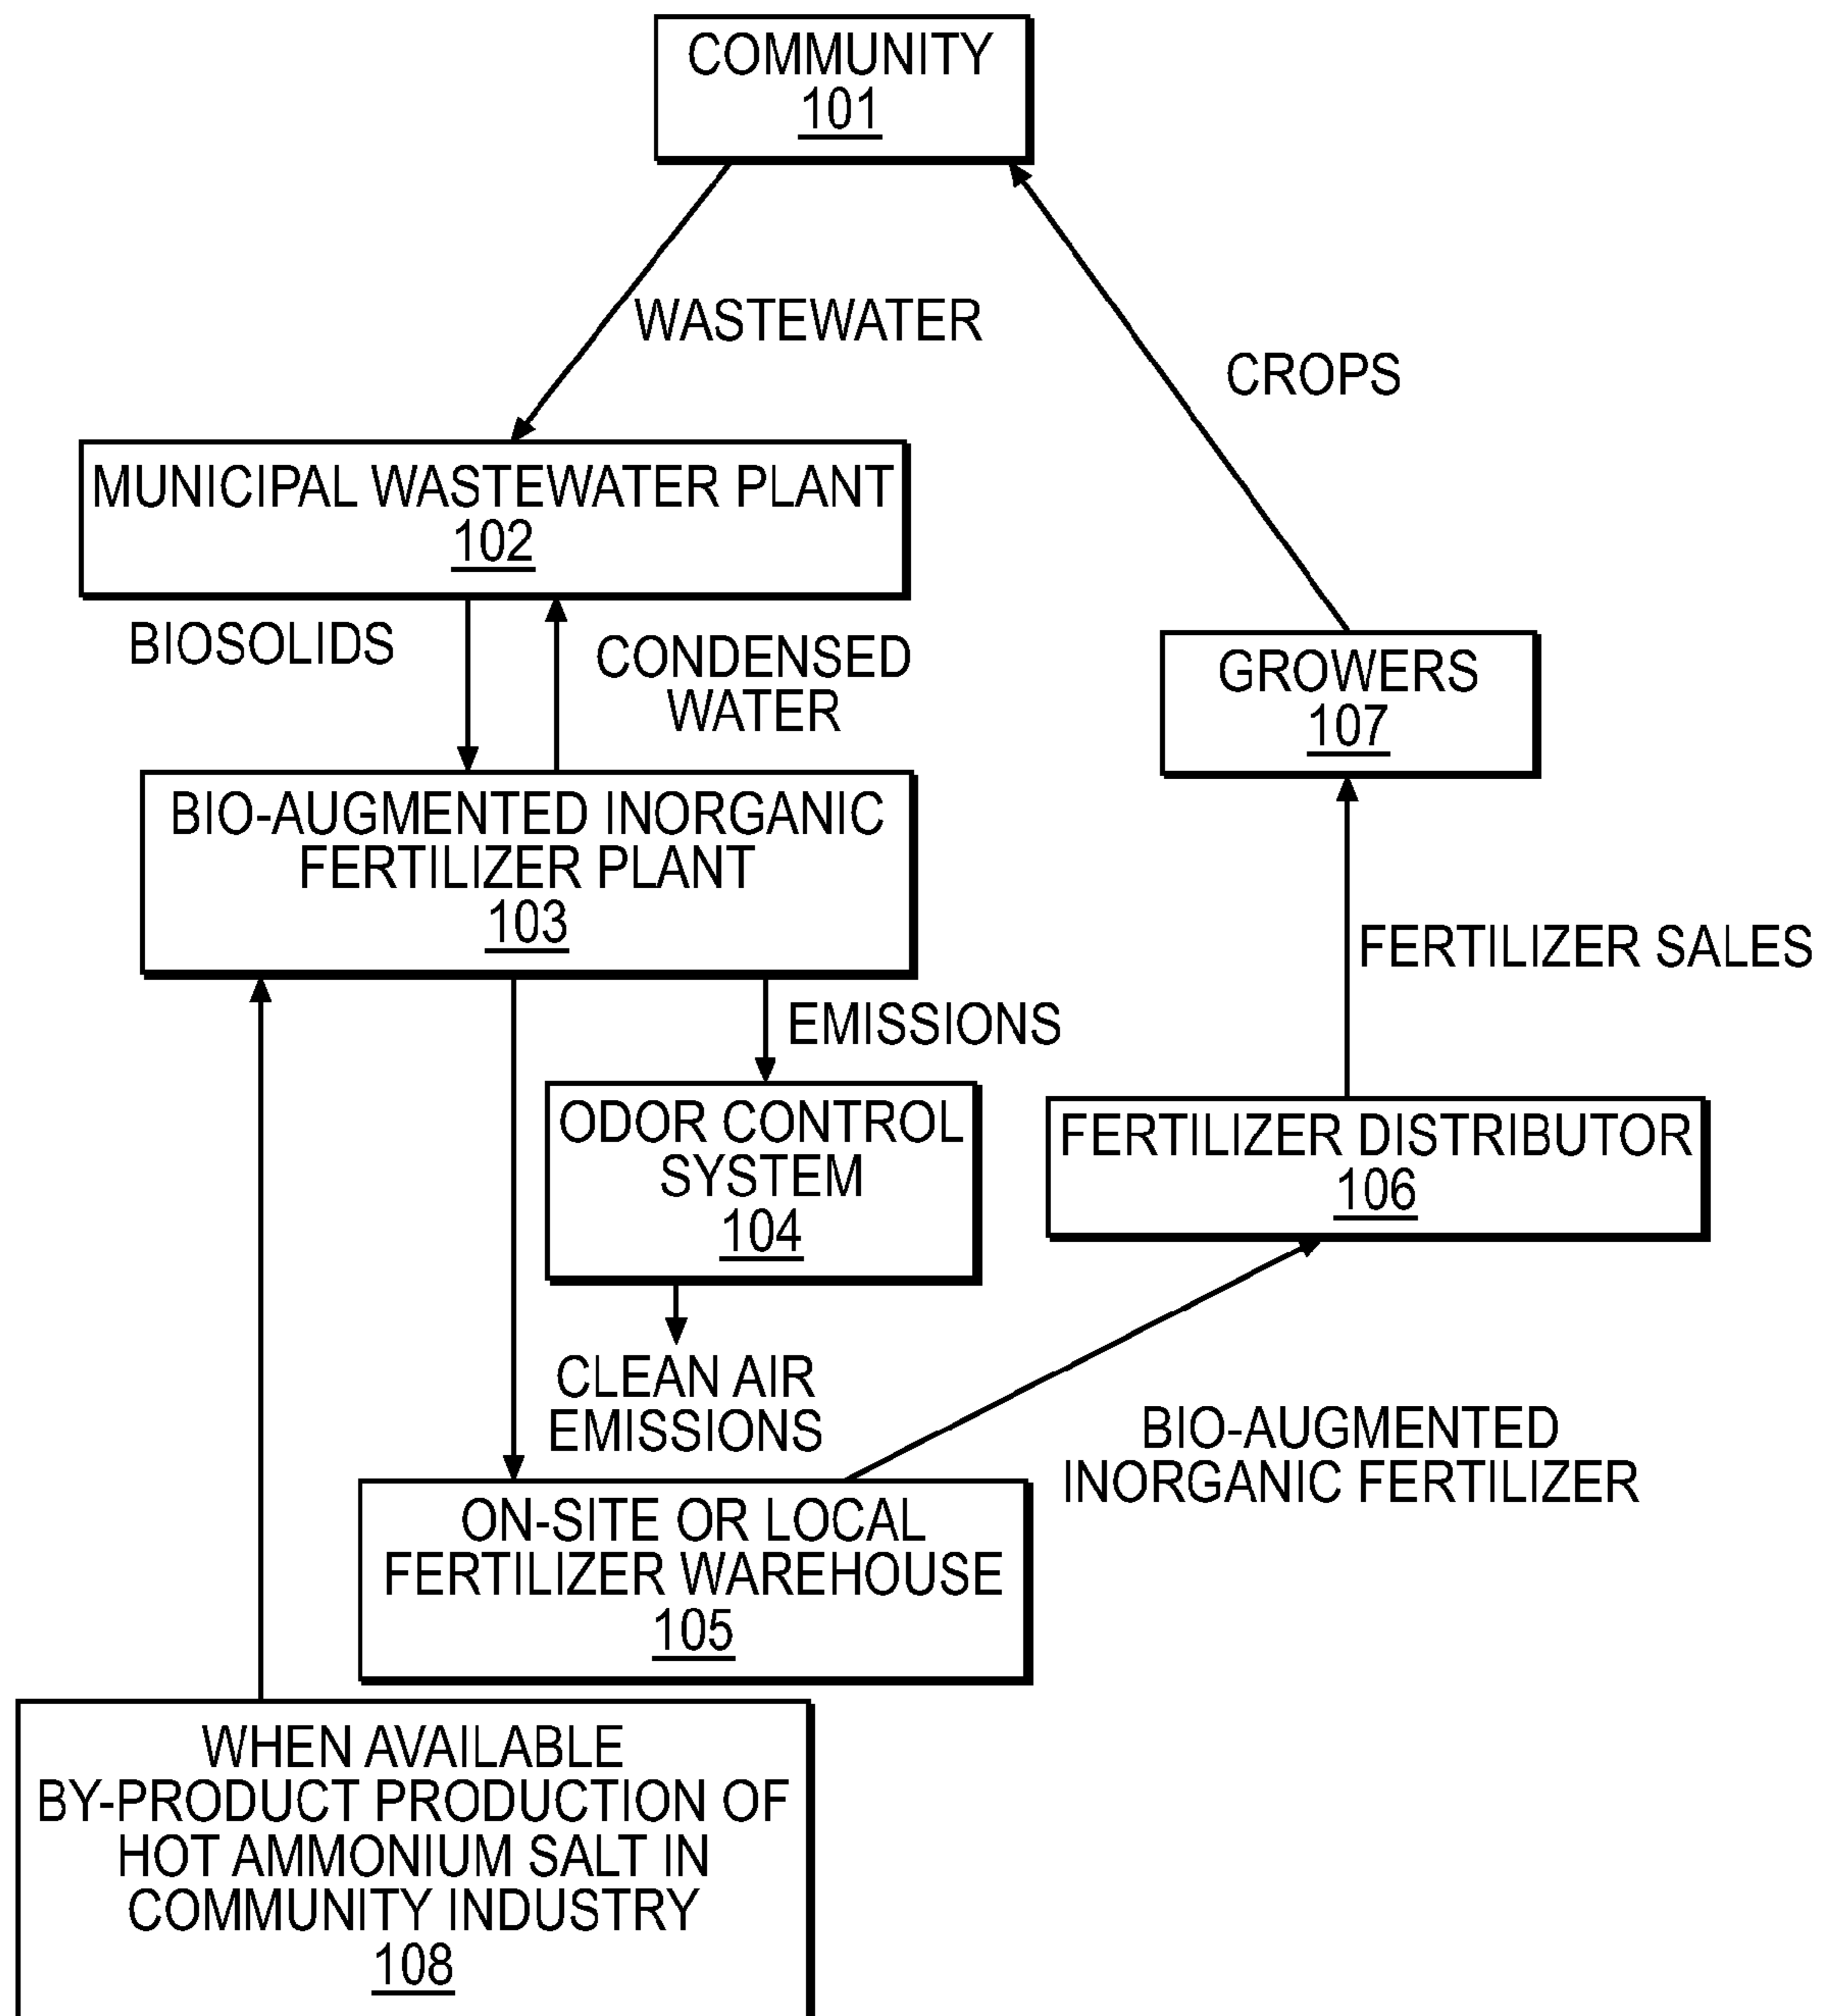 COMMUNITY
101
WASTEWATER
CROPS
MUNICIPAL WASTEWATER PLANT
102
BIOSOLIDS
CONDENSED
WATER
GROWERS
107
BIO-AUGMENTED INORGANIC
FERTILIZER PLANT
103
FERTILIZER SALES
EMISSIONS
ODOR CONTROL
SYSTEM
104
FERTILIZER DISTRIBUTOR
106
CLEAN AIR
EMISSIONS
BIO-AUGMENTED
INORGANIC FERTILIZER
ON-SITE OR LOCAL
FERTILIZER WAREHOUSE
105
WHEN AVAILABLE
BY-PRODUCT PRODUCTION OF
HOT AMMONIUM SALT IN
COMMUNITY INDUSTRY
108